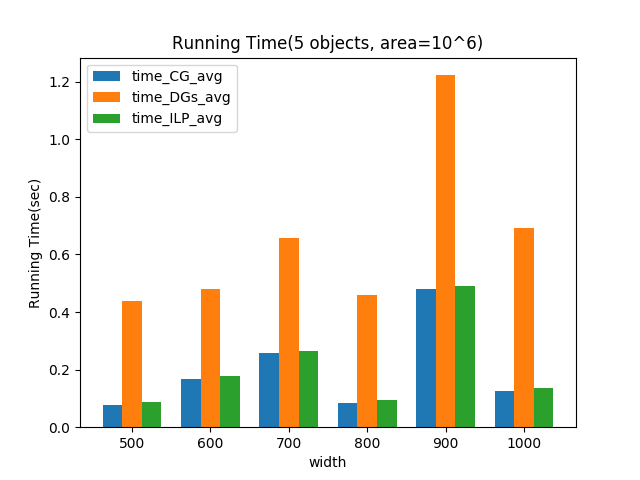 Running Time(5 objects, area=10^6)
time_CG_avg
time_DGs_avg
time_ILP_avg
1.2
1.0
0.8
0.6
0.4
0.2
0.0
Running Time(sec)
500 600 700 800 900 1000
width